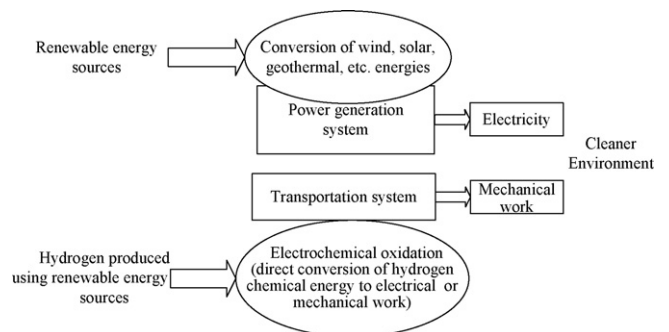 Renewable energy
sources
Conversion of wind, solar,
geothermal, etc. energies
Power generation
system
Electricity
Cleaner
Environment
Transportation system
Mechanical
work
Hydrogen produced
using renewable energy
sources
Electrochemical oxidation
(direct conversion of hydrogen
chemical energy to electrical or
mechanical work)